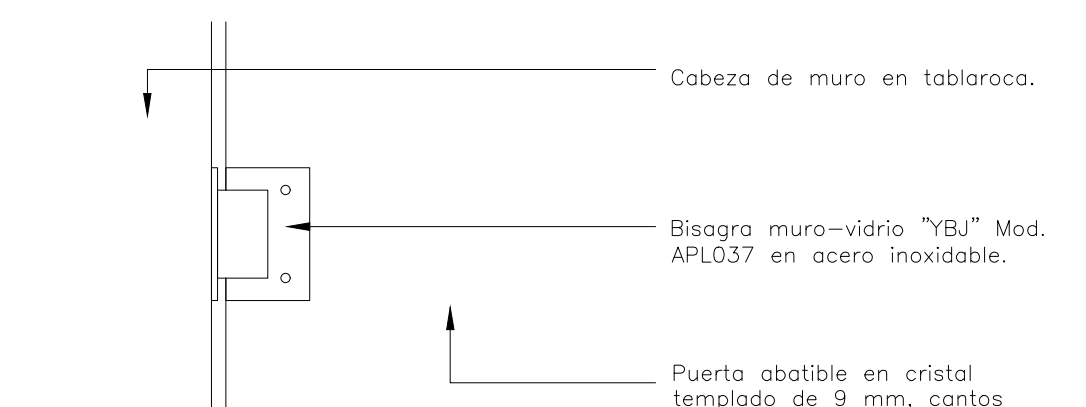 Cabeza de muro en tablaroca.
Bisagra muro-vidrio "YBJ" Mod.
APL037 en acero inoxidable.
Puerta abatible en cristal
templado de 9 mm, cantos